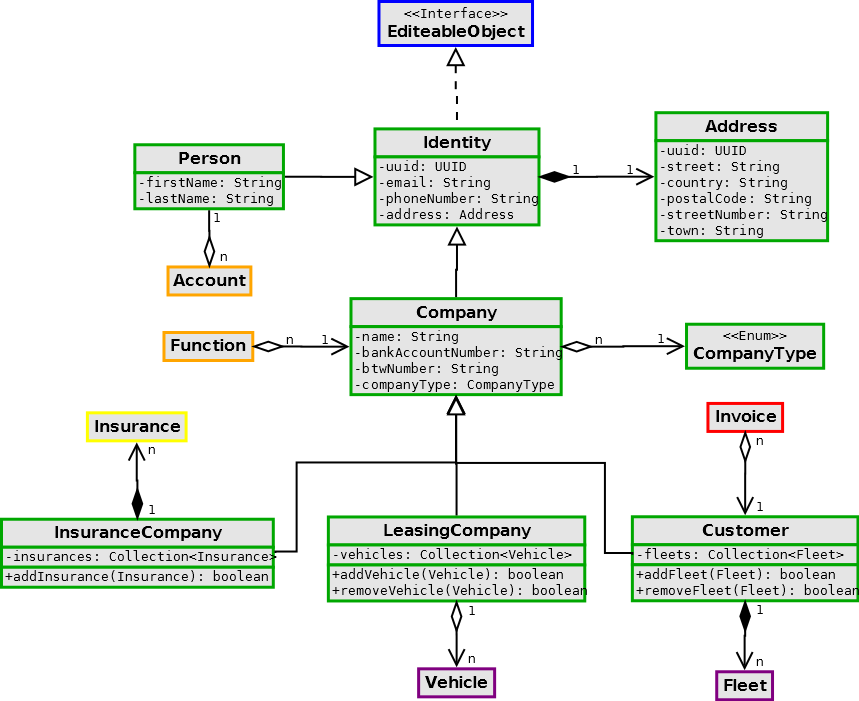 <<Interface>>
EditeableObject
Identity
-uuid: UUID
-email: String
-phoneNumber: String
-address: Address
1
1
Address
-uuid: UUID
-street: String
-country: String
-postalCode: String
-streetNumber: String
-town: String
Person
-firstName: String
-lastName: String
1
n
Account
Company
-name: String
-bankAccountNumber: String
-btwNumber: String
-companyType: CompanyType
Function
n
1
n
1
<<Enum>>
CompanyType
Insurance
n
1
Invoice
n
1
InsuranceCompany
-insurances: Collection<Insurance>
+addInsurance(Insurance): boolean
LeasingCompany
-vehicles: Collection<Vehicle>
+addVehicle(Vehicle): boolean
+removeVehicle(Vehicle): boolean
1
n
Vehicle
Customer
-fleets: Collection<Fleet>
+addFleet(Fleet): boolean
+removeFleet(Fleet): boolean
1
n
Fleet